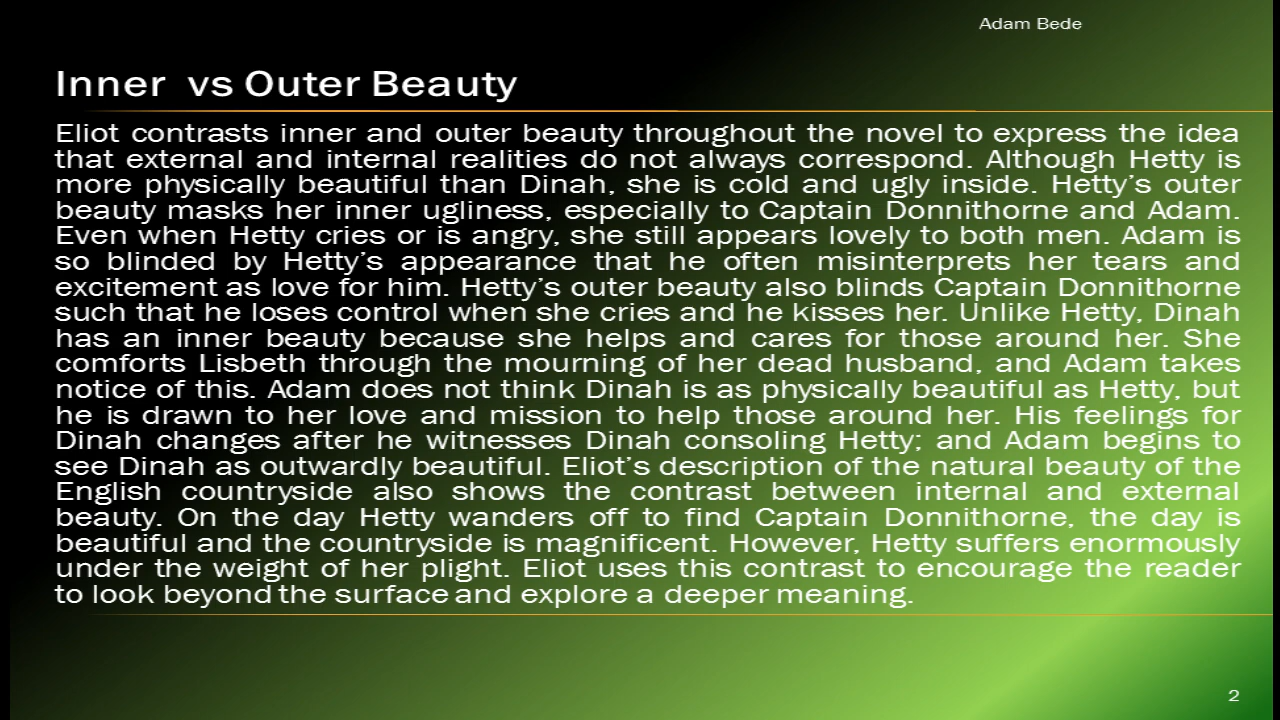 Adam Bede
Inner vs Outer Beauty
Eliot contrasts inner and outer beauty throughout the novel to express the idea
that external and internal realities do not always correspond. Although Hetty is
more physically beautiful than Dinah, she is cold and ugly inside. Hetty’s outer
beauty masks her inner ugliness, especially to Captain Donnithorne and Adam.
Even when Hetty cries or is angry, she still appears lovely to both men. Adam is
so blinded by Hetty’s appearance that he often misinterprets her tears and
excitement as love for him. Hetty’s outer beauty also blinds Captain Donnithorne
such that he loses control when she cries and he kisses her. Unlike Hetty, Dinah
has an inner beauty because she helps and cares for those around her. She
comforts Lisbeth through the mourning of her dead husband, and Adam takes
notice of this. Adam does not think Dinah is as physically beautiful as Hetty, but
he is drawn to her love and mission to help those around her. His feelings for
Dinah changes after he witnesses Dinah consoling Hetty; and Adam begins to
see Dinah as outwardly beautiful. Eliot’s description of the natural beauty of the
English countryside also shows the contrast between internal and external
beauty. On the day Hetty wanders off to find Captain Donnithorne, the day is
beautiful and the countryside is magnificent. However, Hetty suffers enormously
under the weight of her plight. Eliot uses this contrast to encourage the reader
to look beyond the surface and explore a deeper meaning.
2